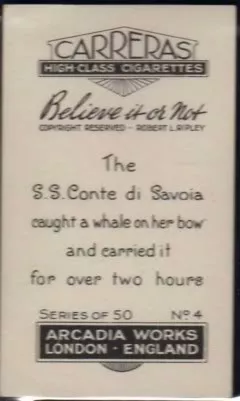 CARRERAS
HIGH-CLASS CIGARETTES
Believe it or Not
COPYRIGHT RESERVED - ROBERT L. RIPLEY
The
S.S. Conte di Savoia
caught a whale on her bow
and carried it
for over two hours
SERIES OF 50 No 4
ARCADIA WORKS
LONDON - ENGLAND